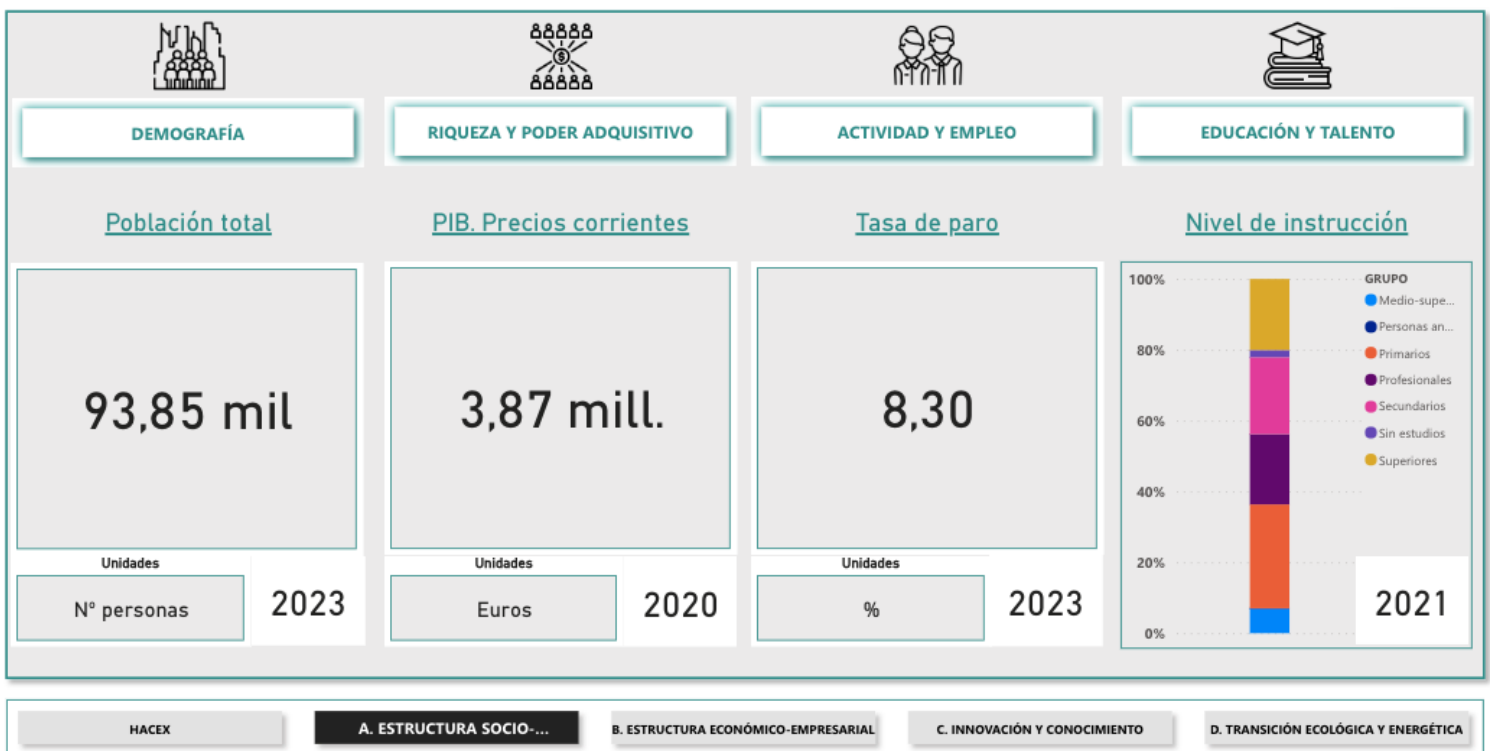 DEMOGRAFÍA
RIQUEZA Y PODER ADQUISITIVO
ACTIVIDAD Y EMPLEO
EDUCACIÓN Y TALENTO
Población total
PIB. Precios corrientes
Tasa de paro
Nivel de instrucción
93,85 mil
Unidades
Nº personas
2023
3,87 mill.
Unidades
Euros
2020
8,30
Unidades
%
2023
100%
80%
60%
40%
20%
0%
GRUPO
Medio-supe...
Personas an...
Primarios
Profesionales
Secundarios
Sin estudios
Superiores
2021
HACEX
A. ESTRUCTURA SOCIO-...
B. ESTRUCTURA ECONÓMICO-EMPRESARIAL
C. INNOVACIÓN Y CONOCIMIENTO
D. TRANSICIÓN ECOLÓGICA Y ENERGÉTICA